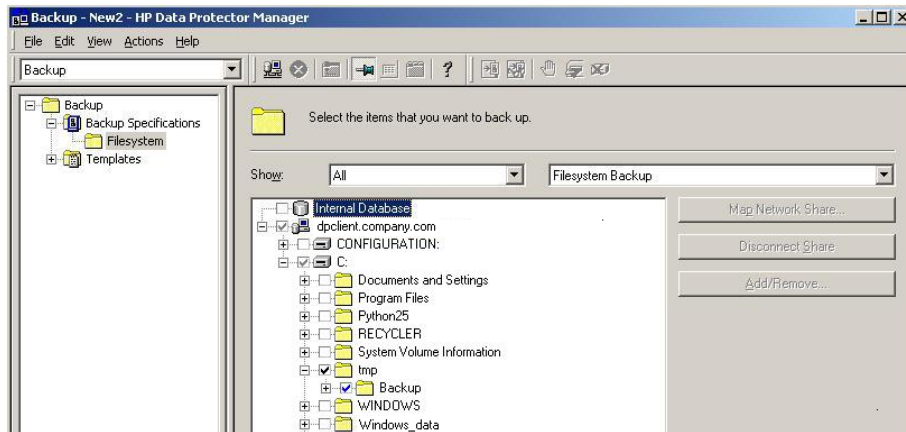 Backup - New2 - HP Data Protector Manager
File Edit View Actions Help
Backup
Backup
Backup Specifications
Filesystem
Templates
Select the items that you want to back up.
Show: All Filesystem Backup
Internal Database
dpclient.company.com
CONFIGURATION:
C:
Documents and Settings
Program Files
Python25
RECYCLER
System Volume Information
tmp
Backup
WINDOWS
Windows_data
Map Network Share...
Disconnect Share
Add/Remove...